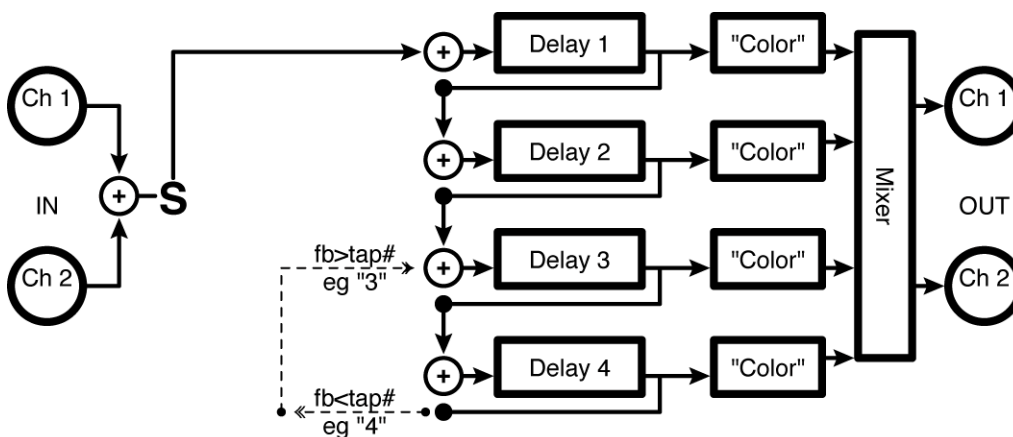 Ch 1
IN
Ch 2
+
S
+
Delay 1
"Color"
+
Delay 2
"Color"
fb>tap#
eg "3"
+
Delay 3
"Color"
+
Delay 4
"Color"
fb<tap#
eg "4"
Mixer
Ch 1
OUT
Ch 2